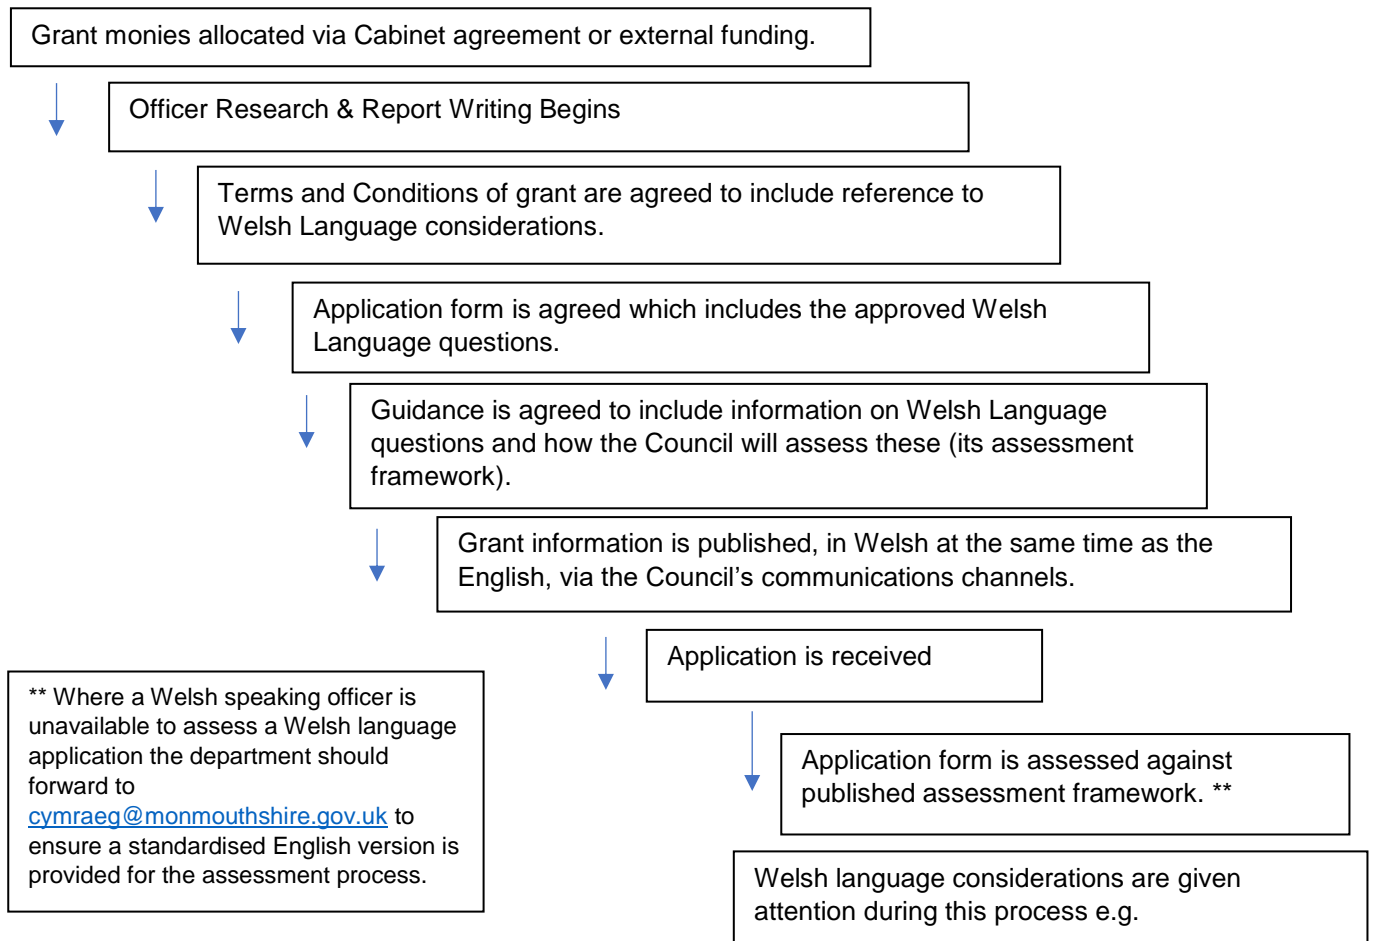 Grant monies allocated via Cabinet agreement or external funding.
Officer Research & Report Writing Begins
Terms and Conditions of grant are agreed to include reference to
Welsh Language considerations.
Application form is agreed which includes the approved Welsh
Language questions.
Guidance is agreed to include information on Welsh Language
questions and how the Council will assess these (its assessment
framework).
Grant information is published, in Welsh at the same time as the
English, via the Council’s communications channels.
Application is received
** Where a Welsh speaking officer is
unavailable to assess a Welsh language
application the department should
forward to
cymraeg@monmouthshire.gov.uk to
ensure a standardised English version is
provided for the assessment process.
Application form is assessed against
published assessment framework. **
Welsh language considerations are given
attention during this process e.g.